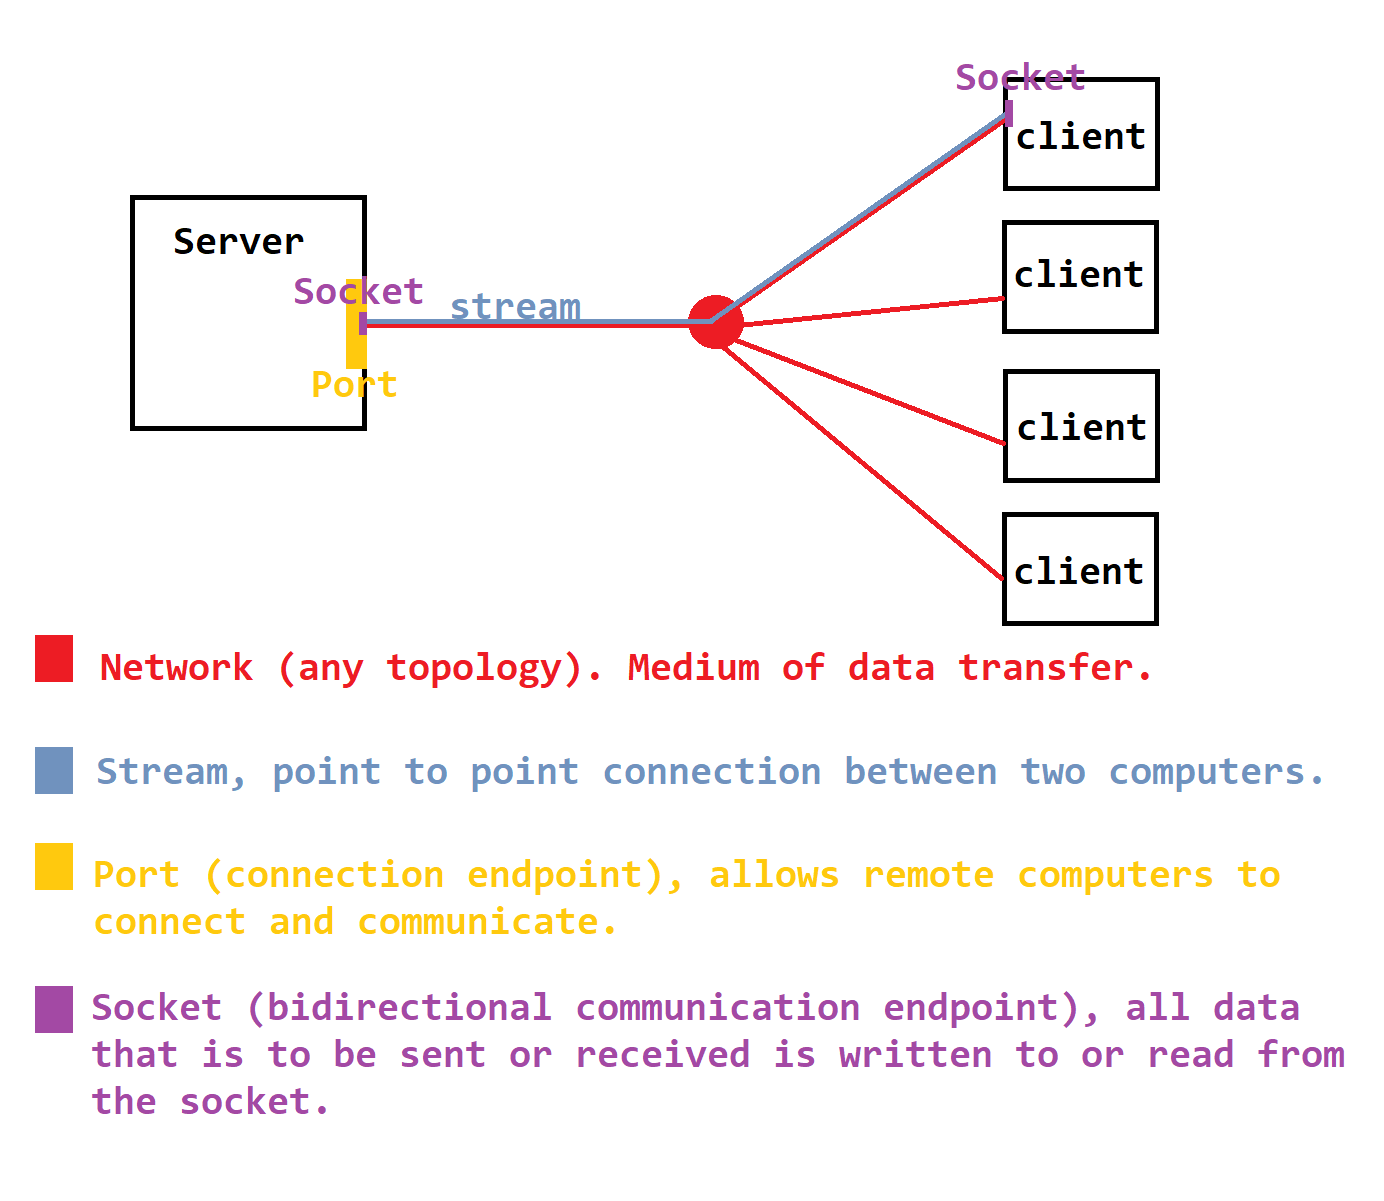 Socket
client
Server
client
Socket
stream
Port
client
client
Network (any topology). Medium of data transfer.
Stream, point to point connection between two computers.
Port (connection endpoint), allows remote computers to
connect and communicate.
Socket (bidirectional communication endpoint), all data
that is to be sent or received is written to or read from
the socket.